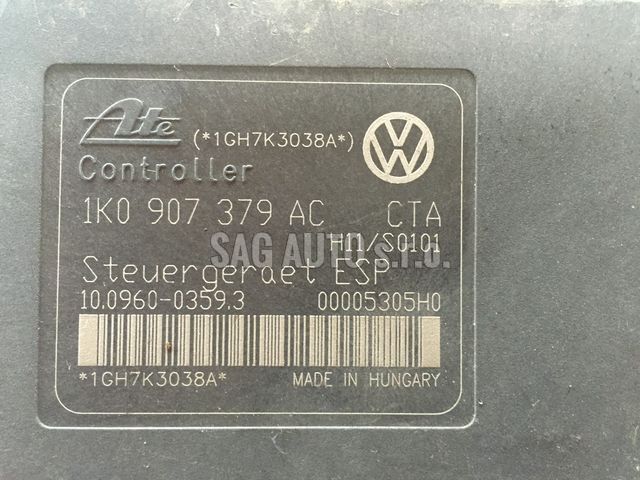 Ate (*1GH7K3038A*) VW
Controller
1K0 907 379 AC CTA
H11/S0101
SAG AUTO s.r.o.
Steuergeraet ESP
10.0960-0359.3 00005305H0
*1GH7K3038A* MADE IN HUNGARY